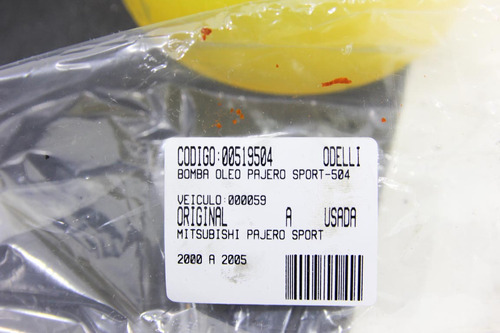 CODIGO:00519504 ODELLI
BOMBA OLEO PAJERO SPORT-504
VEICULO:000059
ORIGINAL A USADA
MITSUBISHI PAJERO SPORT
2000 A 2005